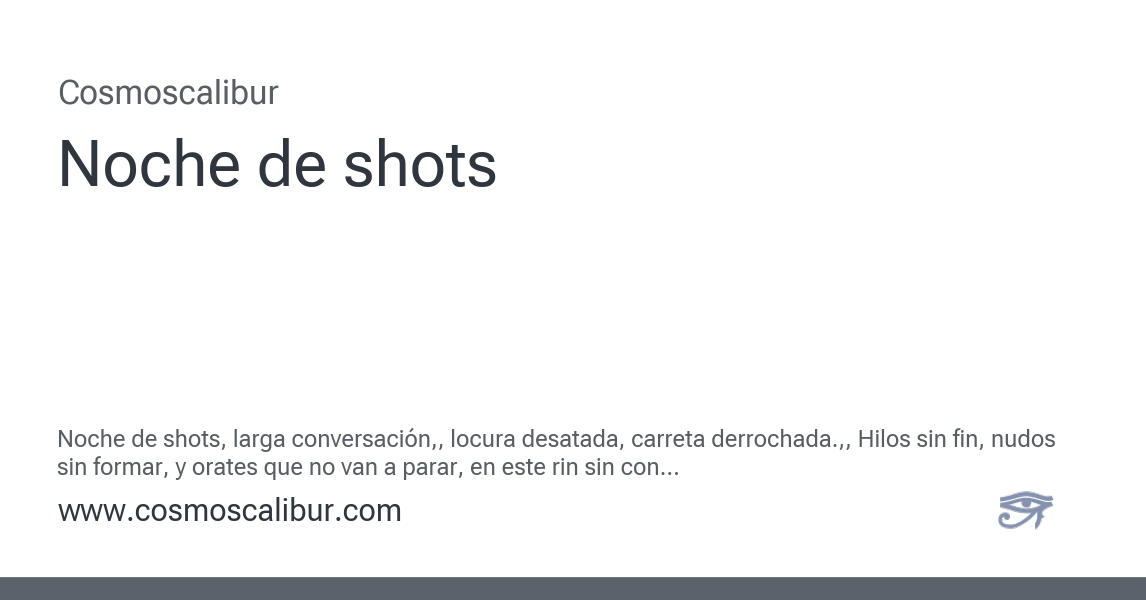 Cosmoscalibur
Noche de shots
Noche de shots, larga conversación,, locura desatada, carreta derrochada.,, Hilos sin fin, nudos
sin formar, y orates que no van a parar, en este rin sin con...
www.cosmoscalibur.com